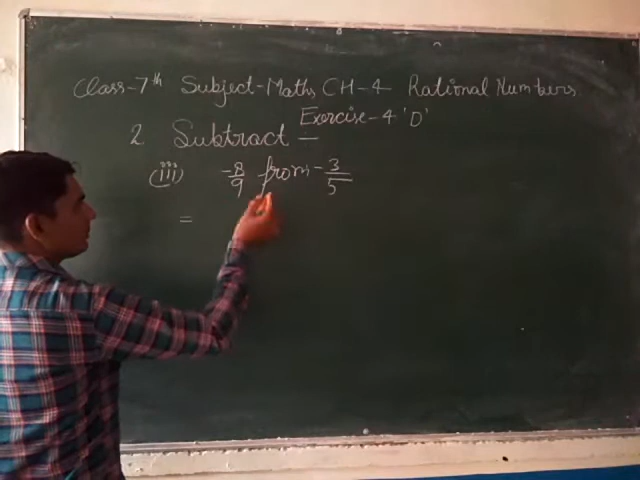 Class-7th Subject-Maths CH-4 Rational Numbers.
Exercise-4 'D'
2 Subtract -
(iii) -8/9 from -3/5
=